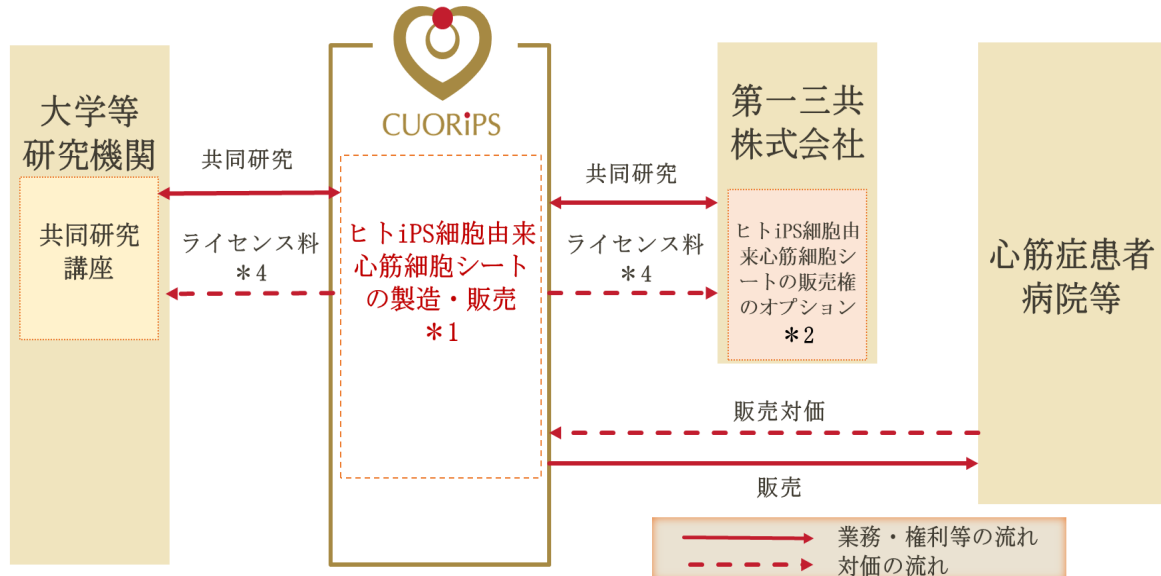 大学等
研究機関
共同研究
講座
共同研究
ライセンス料
＊4
CUORiPS
ヒトiPS細胞由来
心筋細胞シート
の製造・販売
＊1
共同研究
ライセンス料
＊4
第一三共
株式会社
ヒトiPS細胞由
来心筋細胞シ
ートの販売権
のオプション
＊2
心筋症患者
病院等
販売対価
販売
業務・権利等の流れ
対価の流れ